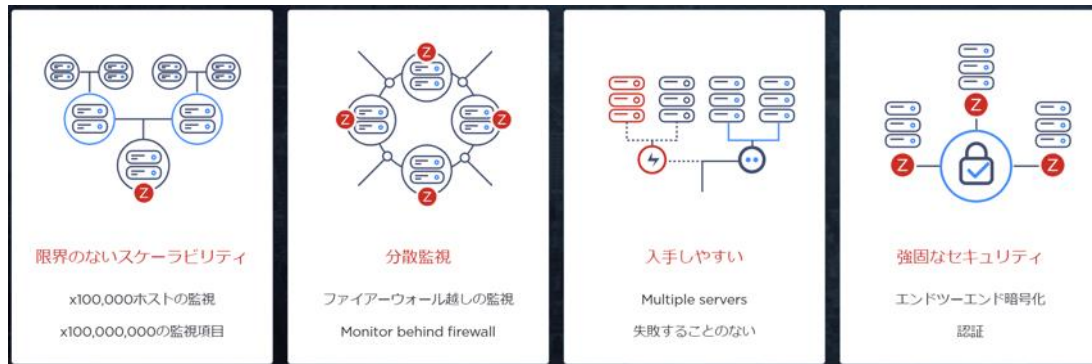 Z
限界のないスケーラビリティ
x100,000ホストの監視
x100,000,000の監視項目
Z
Z
Z
Z
分散監視
ファイアーウォール越しの監視
Monitor behind firewall
入手しやすい
Multiple servers
失敗することのない
Z
Z
Z
強固なセキュリティ
エンドツーエンド暗号化
認証